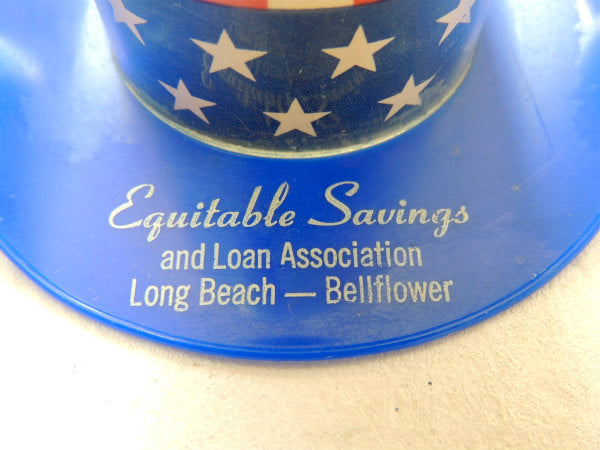 Equitable Savings
and Loan Association
Long Beach — Bellflower